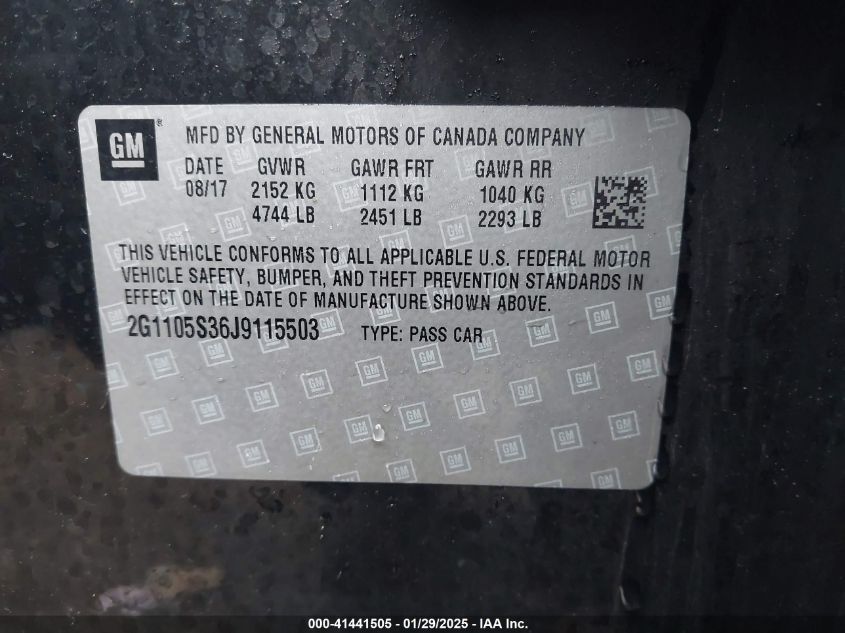 GM ® MFD BY GENERAL MOTORS OF CANADA COMPANY
DATE GVWR GAWR FRT GAWR RR
08/17 2152 KG 1112 KG 1040 KG
4744 LB 2451 LB 2293 LB
THIS VEHICLE CONFORMS TO ALL APPLICABLE U.S. FEDERAL MOTOR
VEHICLE SAFETY, BUMPER, AND THEFT PREVENTION STANDARDS IN
EFFECT ON THE DATE OF MANUFACTURE SHOWN ABOVE.
2G1105S36J9115503 TYPE: PASS CAR
000-41441505 - 01/29/2025 - IAA Inc.